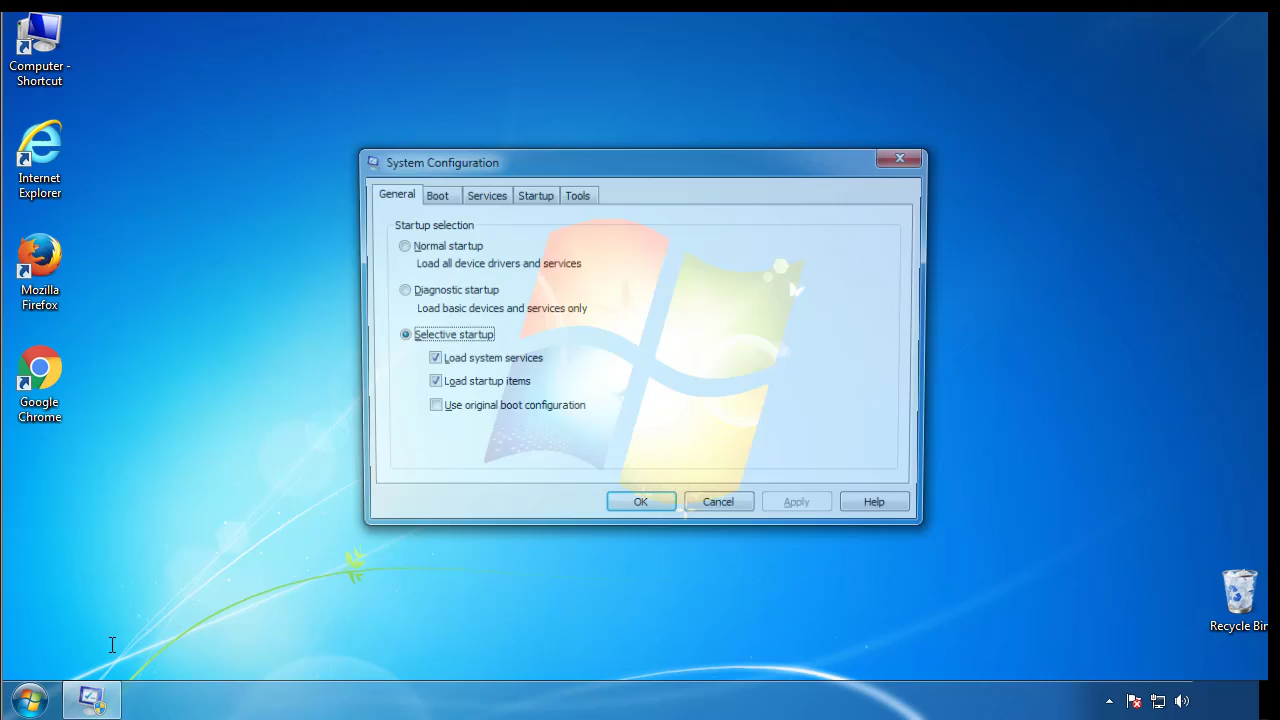 Computer -
Shortcut
Internet
Explorer
Mozilla
Firefox
Google
Chrome
System Configuration
General Boot Services Startup Tools
Startup selection
Normal startup
Load all device drivers and services
Diagnostic startup
Load basic devices and services only
Selective startup
Load system services
Load startup items
Use original boot configuration
OK Cancel Apply Help
Recycle Bin